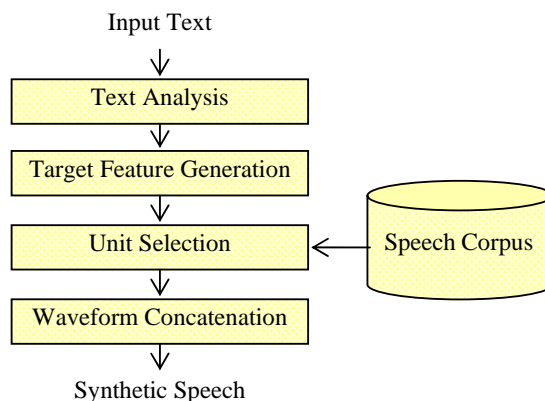 Input Text
Text Analysis
Target Feature Generation
Unit Selection
Speech Corpus
Waveform Concatenation
Synthetic Speech